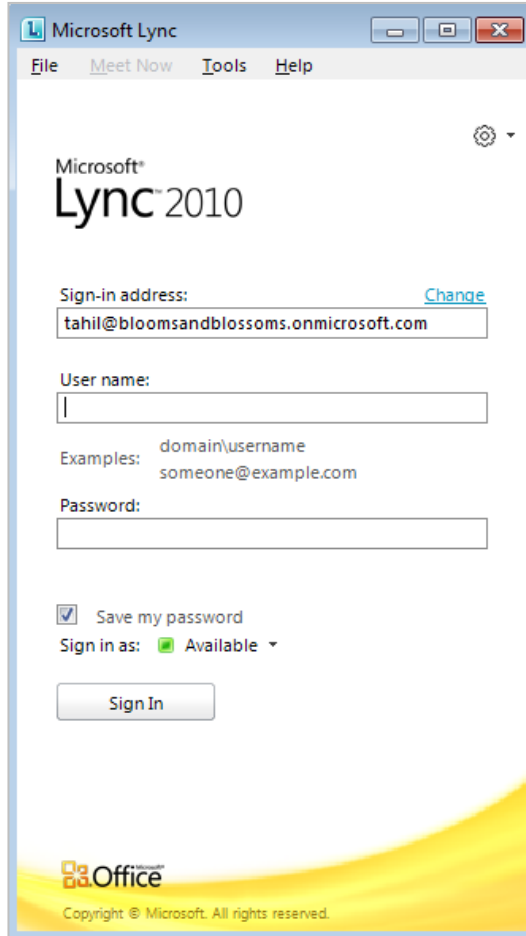 Microsoft Lync
File Meet Now Tools Help
Microsoft®
Lync™ 2010
Sign-in address: Change
tahil@bloomsandblossoms.onmicrosoft.com
User name:
Examples: domain\username
someone@example.com
Password:
Save my password
Sign in as: Available
Sign In
Microsoft®
Office
Copyright © Microsoft. All rights reserved.